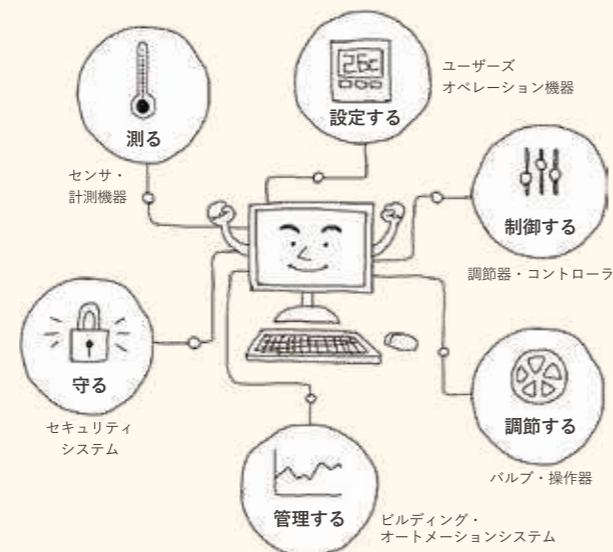 測る
センサ・
計測機器
26c
設定する
ユーザーズ
オペレーション機器
制御する
調節器・コントローラ
守る
セキュリティ
システム
管理する
ビルディング・
オートメーションシステム
調節する
バルブ・操作器